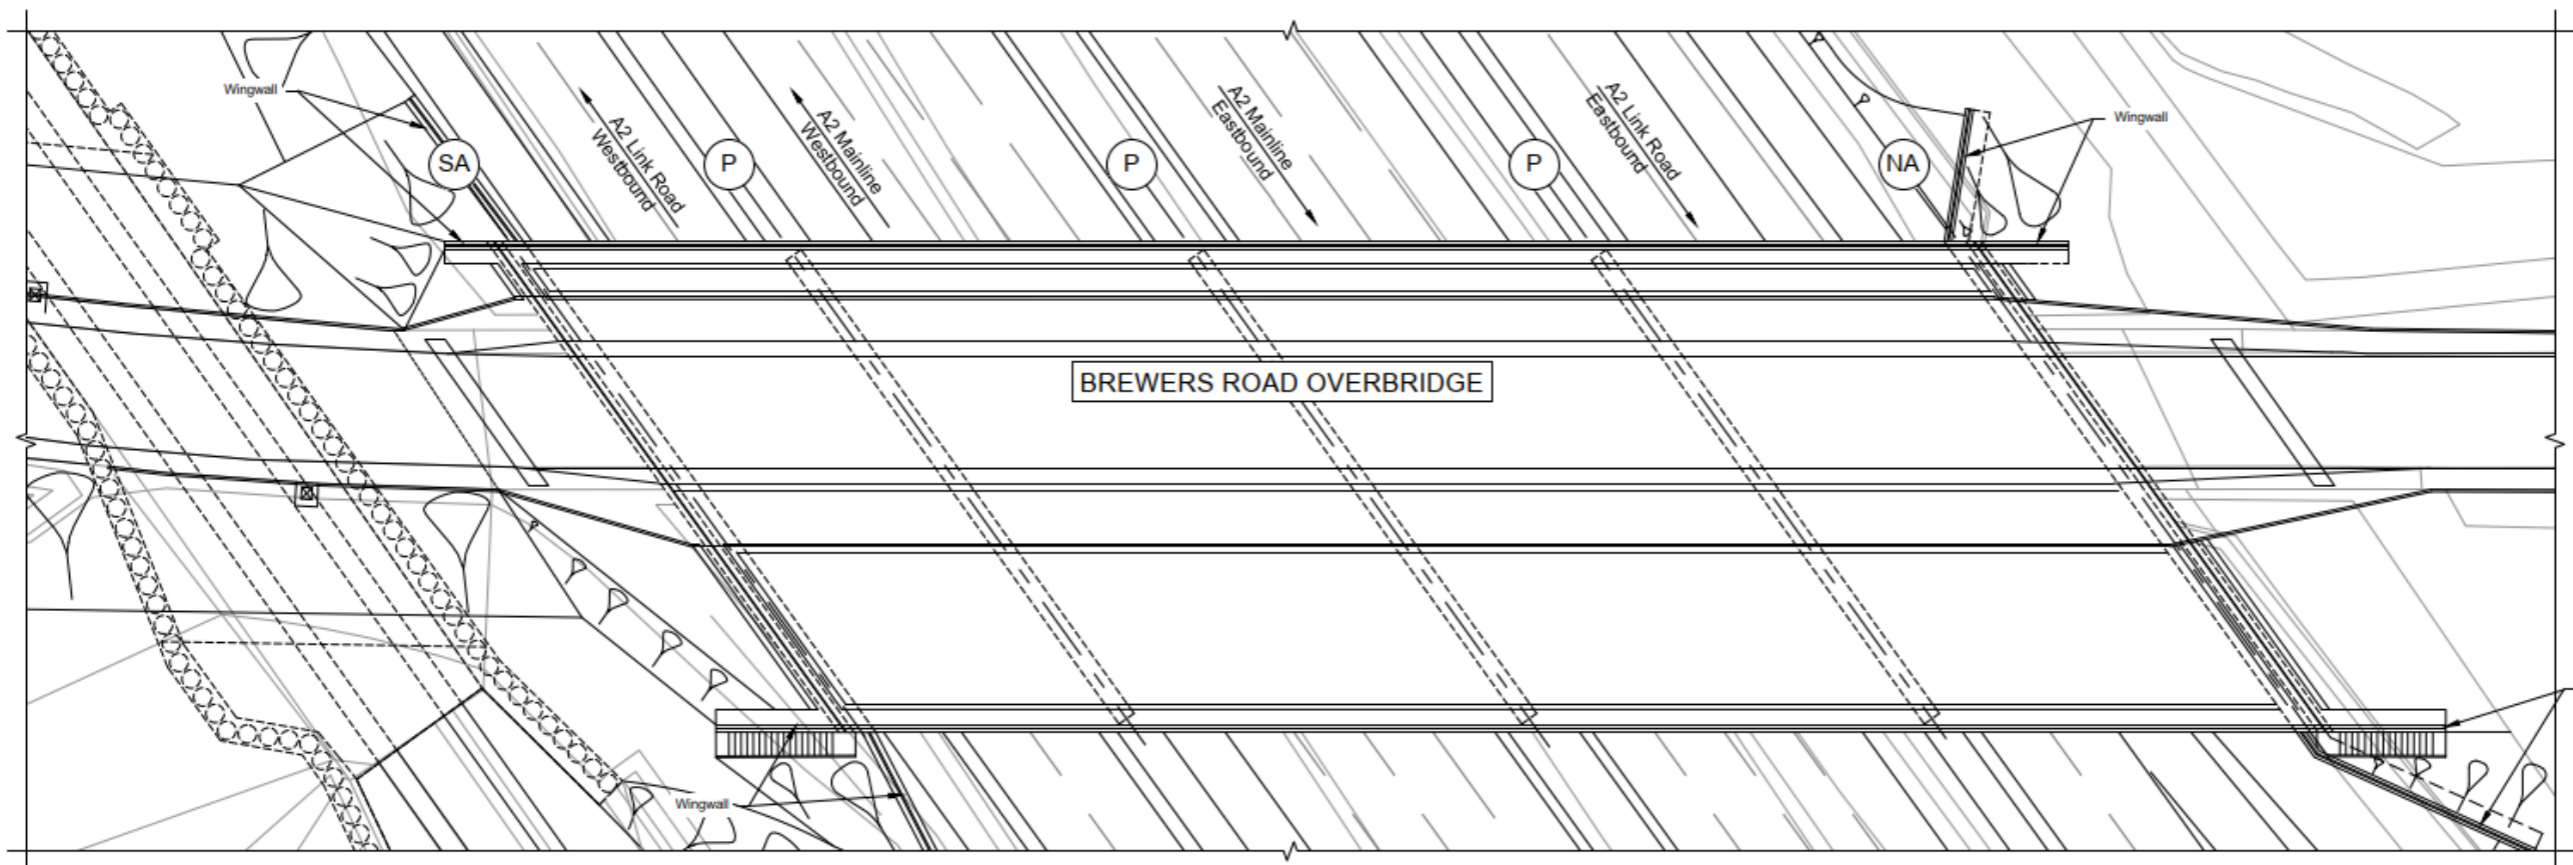 Wingwall
SA
A2 Link Road
Westbound
P
A2 Mainline
Westbound
P
A2 Mainline
Eastbound
P
A2 Link Road
Eastbound
NA
Wingwall
BREWERS ROAD OVERBRIDGE
Wingwall